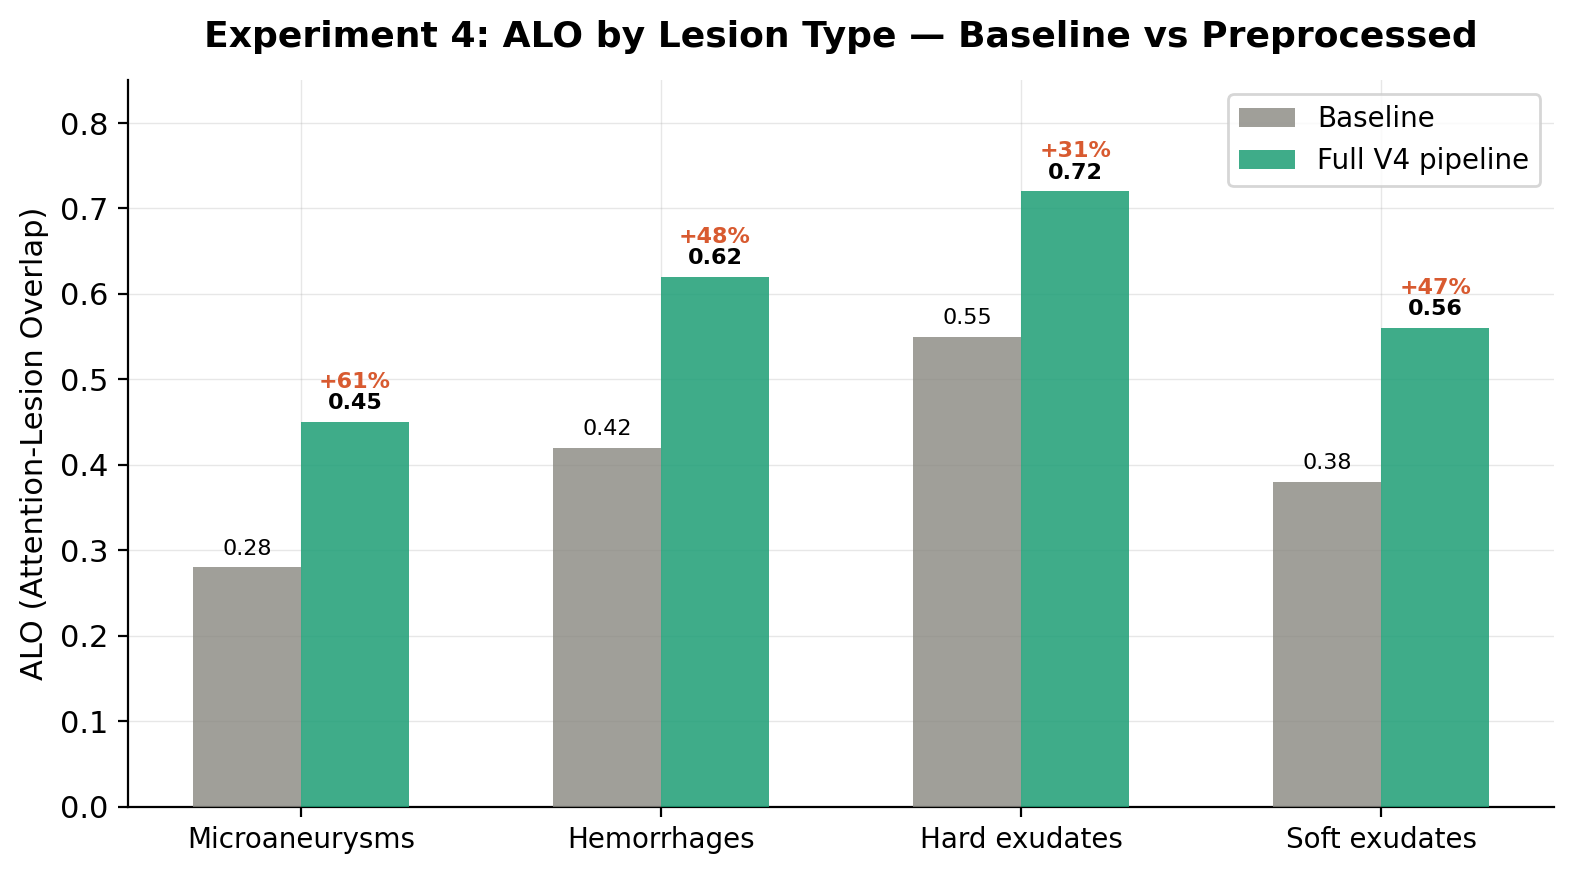 Experiment 4: ALO by Lesion Type — Baseline vs Preprocessed
Baseline
Full V4 pipeline
ALO (Attention-Lesion Overlap)
0.8
0.7
0.6
0.5
0.4
0.3
0.2
0.1
0.0
0.28
+61%
0.45
0.42
+48%
0.62
0.55
+31%
0.72
0.38
+47%
0.56
Microaneurysms
Hemorrhages
Hard exudates
Soft exudates